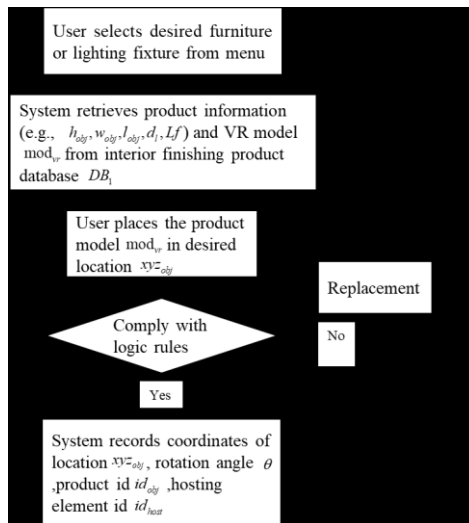 User selects desired furniture
or lighting fixture from menu
System retrieves product information
(e.g., h_obj, w_obj, l_obj, d_l, Lf) and VR model
mod_vr from interior finishing product
database DB_1
User places the product
model mod_vr in desired
location xyz_obj
Replacement
Comply with
logic rules
No
Yes
System records coordinates of
location xyz_obj, rotation angle θ
,product id id_obj ,hosting
element id id_host